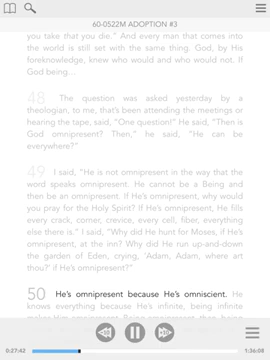 60-0522M ADOPTION #3
you take that you die." And every man that comes into
the world is still set with the same thing. God, by His
foreknowledge, knew who would and who would not. If
God being...
48 The question was asked yesterday by a
theologian, to me, that's been attending the meetings or
hearing the tape, said, "One question!" He said, "Then is
God omnipresent? Then," he said, "He can be
everywhere?"
49 I said, "He is not omnipresent in the way that the
word speaks omnipresent. He cannot be a Being and
then be an omnipresent. If He's omnipresent, why would
you pray for the Holy Spirit? If He's omnipresent, He fills
every crack, corner, crevice, every cell, fiber, everything
else there is." I said, "Why did He hunt for Moses, if He's
omnipresent, at the inn? Why did He run up-and-down
the garden of Eden, crying, 'Adam, Adam, where art
thou?' if He's omnipresent?"
50 He's omnipresent because He's omniscient. He
knows everything because He's infinite, being infinite
makes Him omnipresent. Being omnipresent, then, being
0:27:42
1:36:08